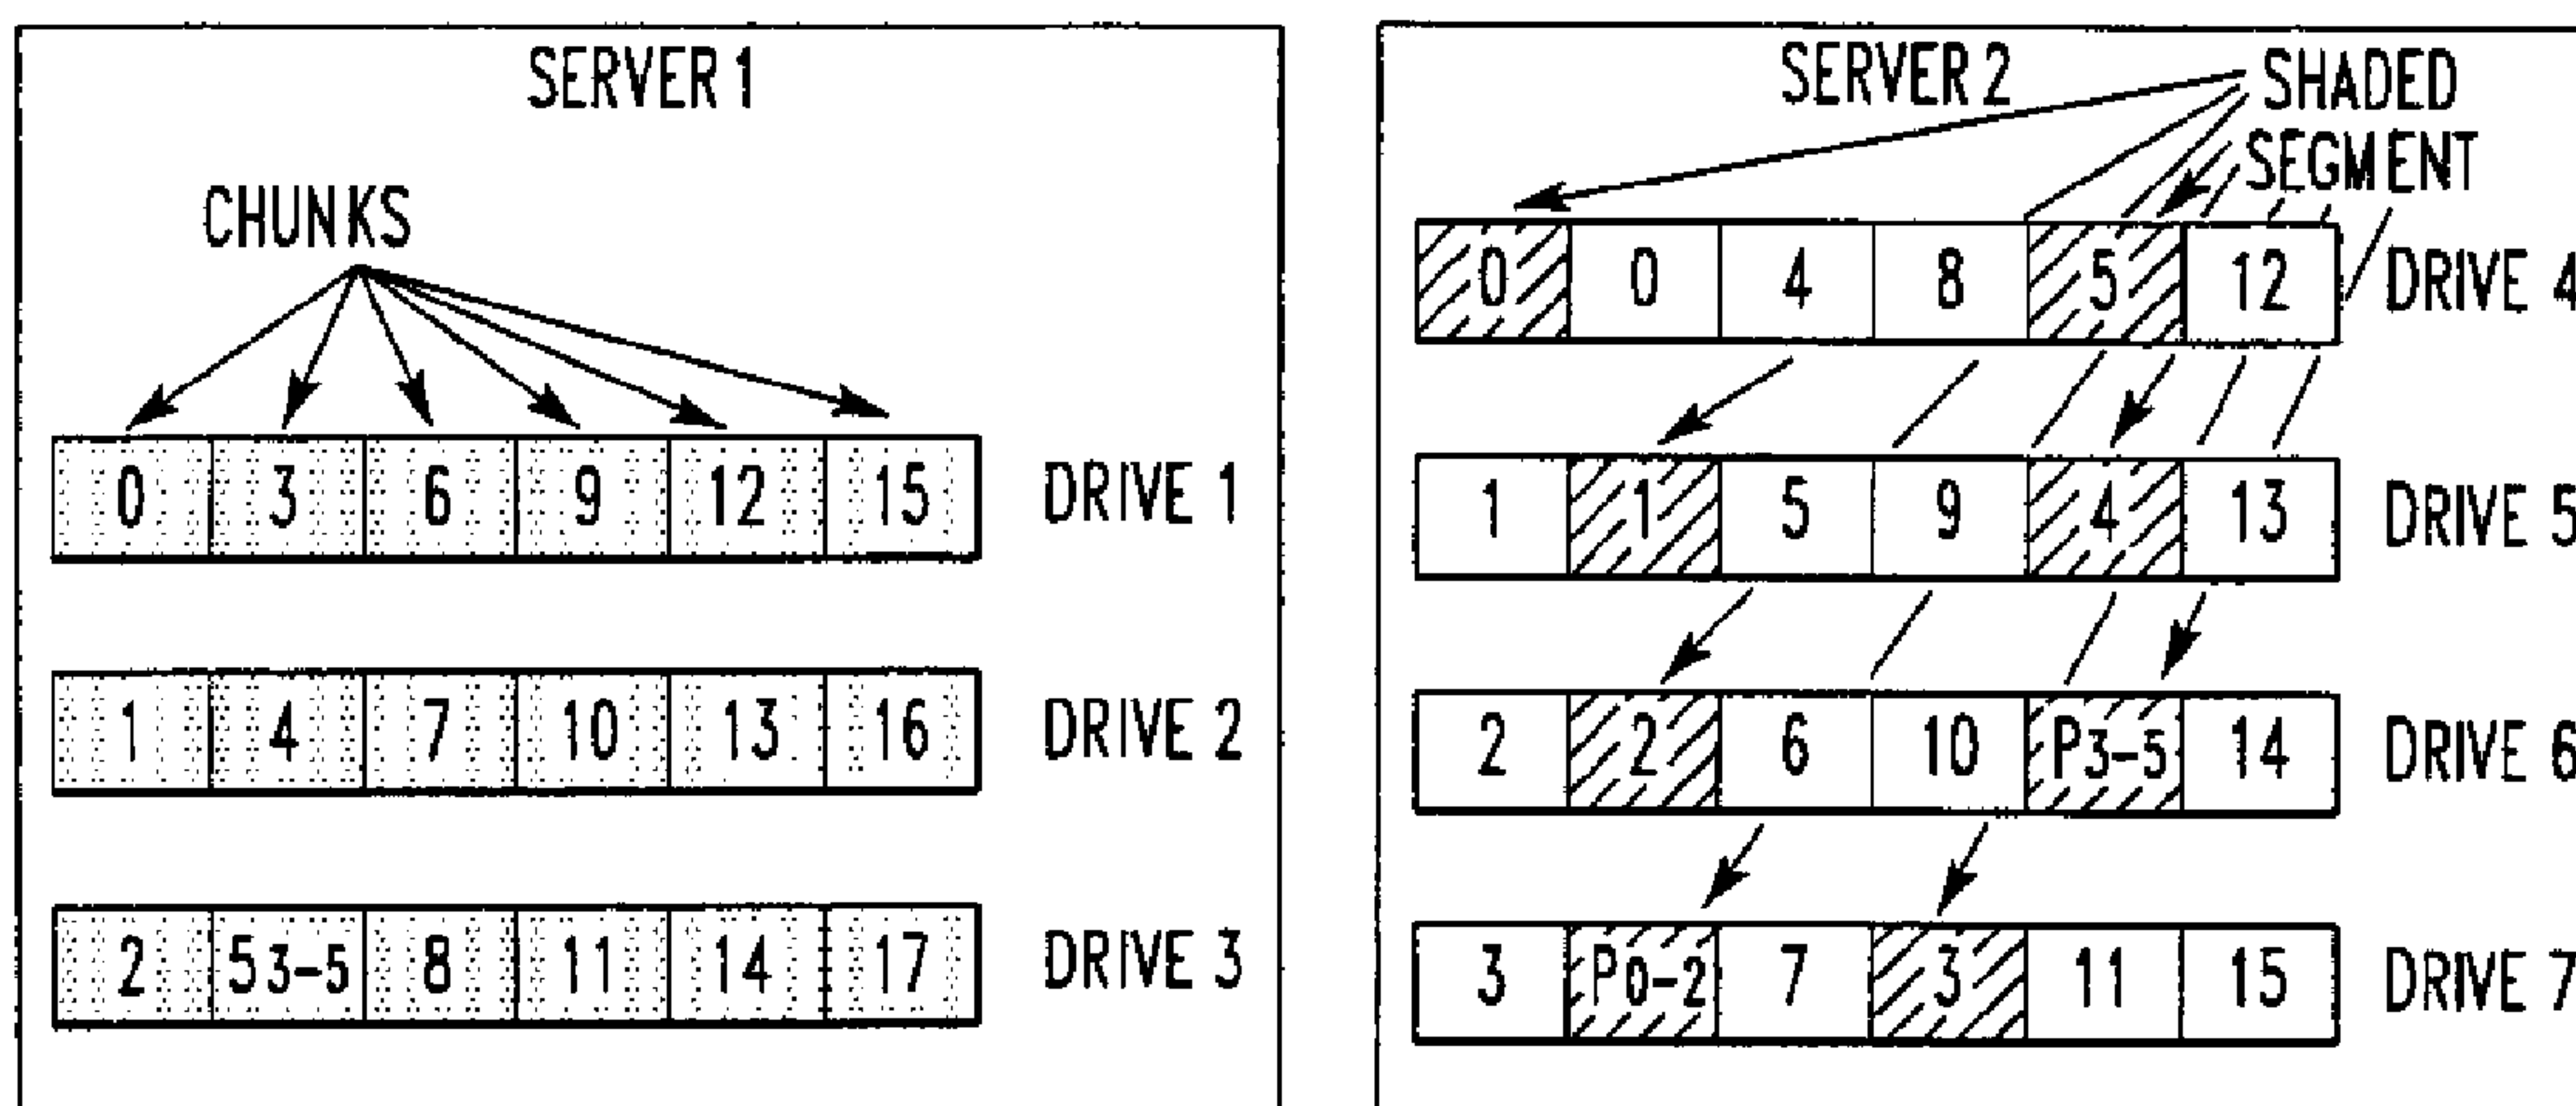 SERVER 1
CHUNKS
0 3 6 9 12 15 DRIVE 1
1 4 7 10 13 16 DRIVE 2
2 53-5 8 11 14 17 DRIVE 3
SERVER 2
SHADED
SEGMENT
0 0 4 8 5 12 DRIVE 4
1 1 5 9 4 13 DRIVE 5
2 2 6 10 P3-5 14 DRIVE 6
3 P0-2 7 3 11 15 DRIVE 7